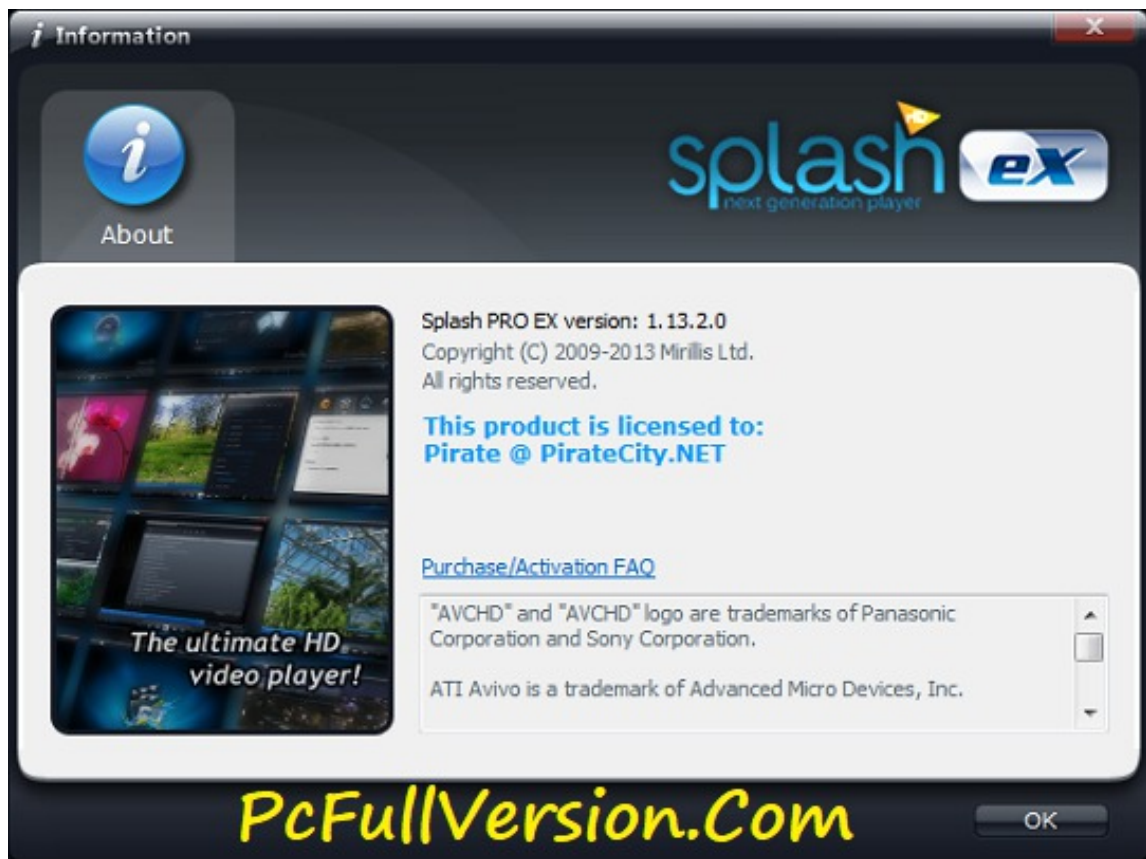 i Information
X
i
About
splash HD eX
next generation player
Splash PRO EX version: 1.13.2.0
Copyright (C) 2009-2013 Mirillis Ltd.
All rights reserved.
This product is licensed to:
Pirate @ PirateCity.NET
Purchase/Activation FAQ
"AVCHD" and "AVCHD" logo are trademarks of Panasonic
Corporation and Sony Corporation.
ATI Avivo is a trademark of Advanced Micro Devices, Inc.
The ultimate HD
video player!
PcFullVersion.Com
OK